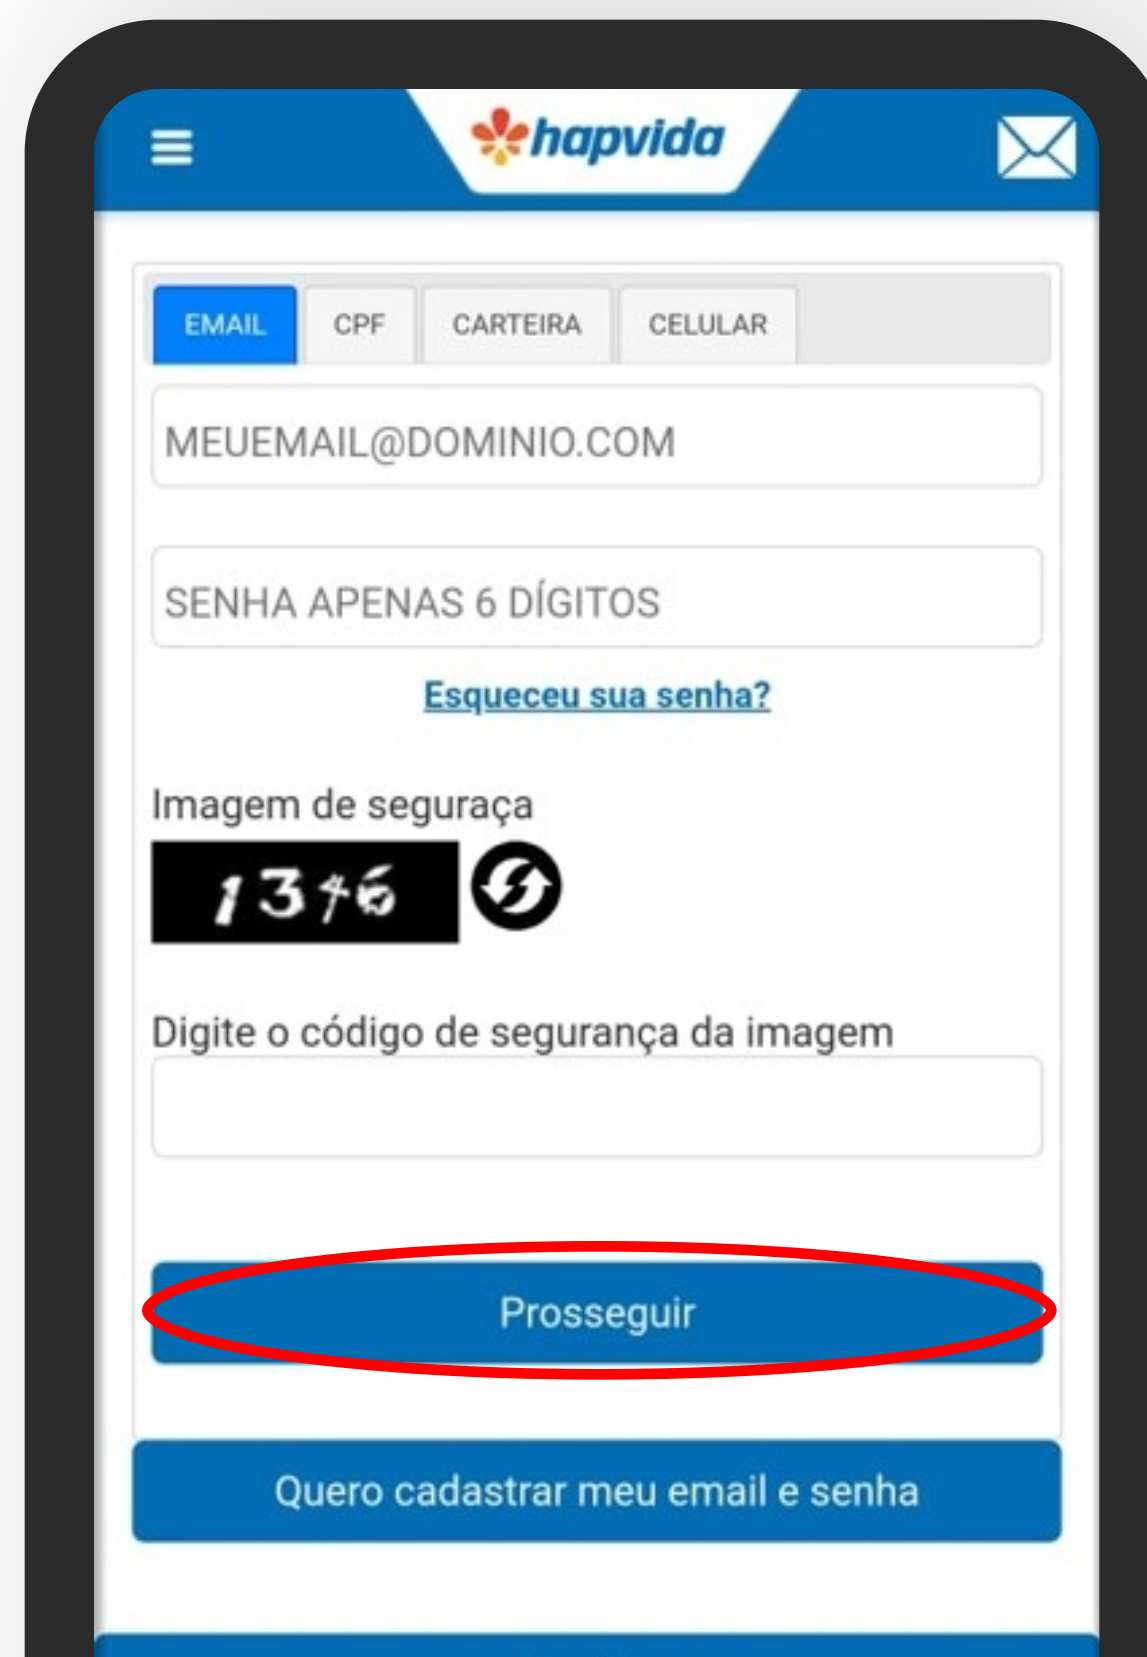 hapvida
EMAIL CPF CARTEIRA CELULAR
MEUEMAIL@DOMINIO.COM
SENHA APENAS 6 DÍGITOS
Esqueceu sua senha?
Imagem de seguraça
Digite o código de segurança da imagem
Prosseguir
Quero cadastrar meu email e senha